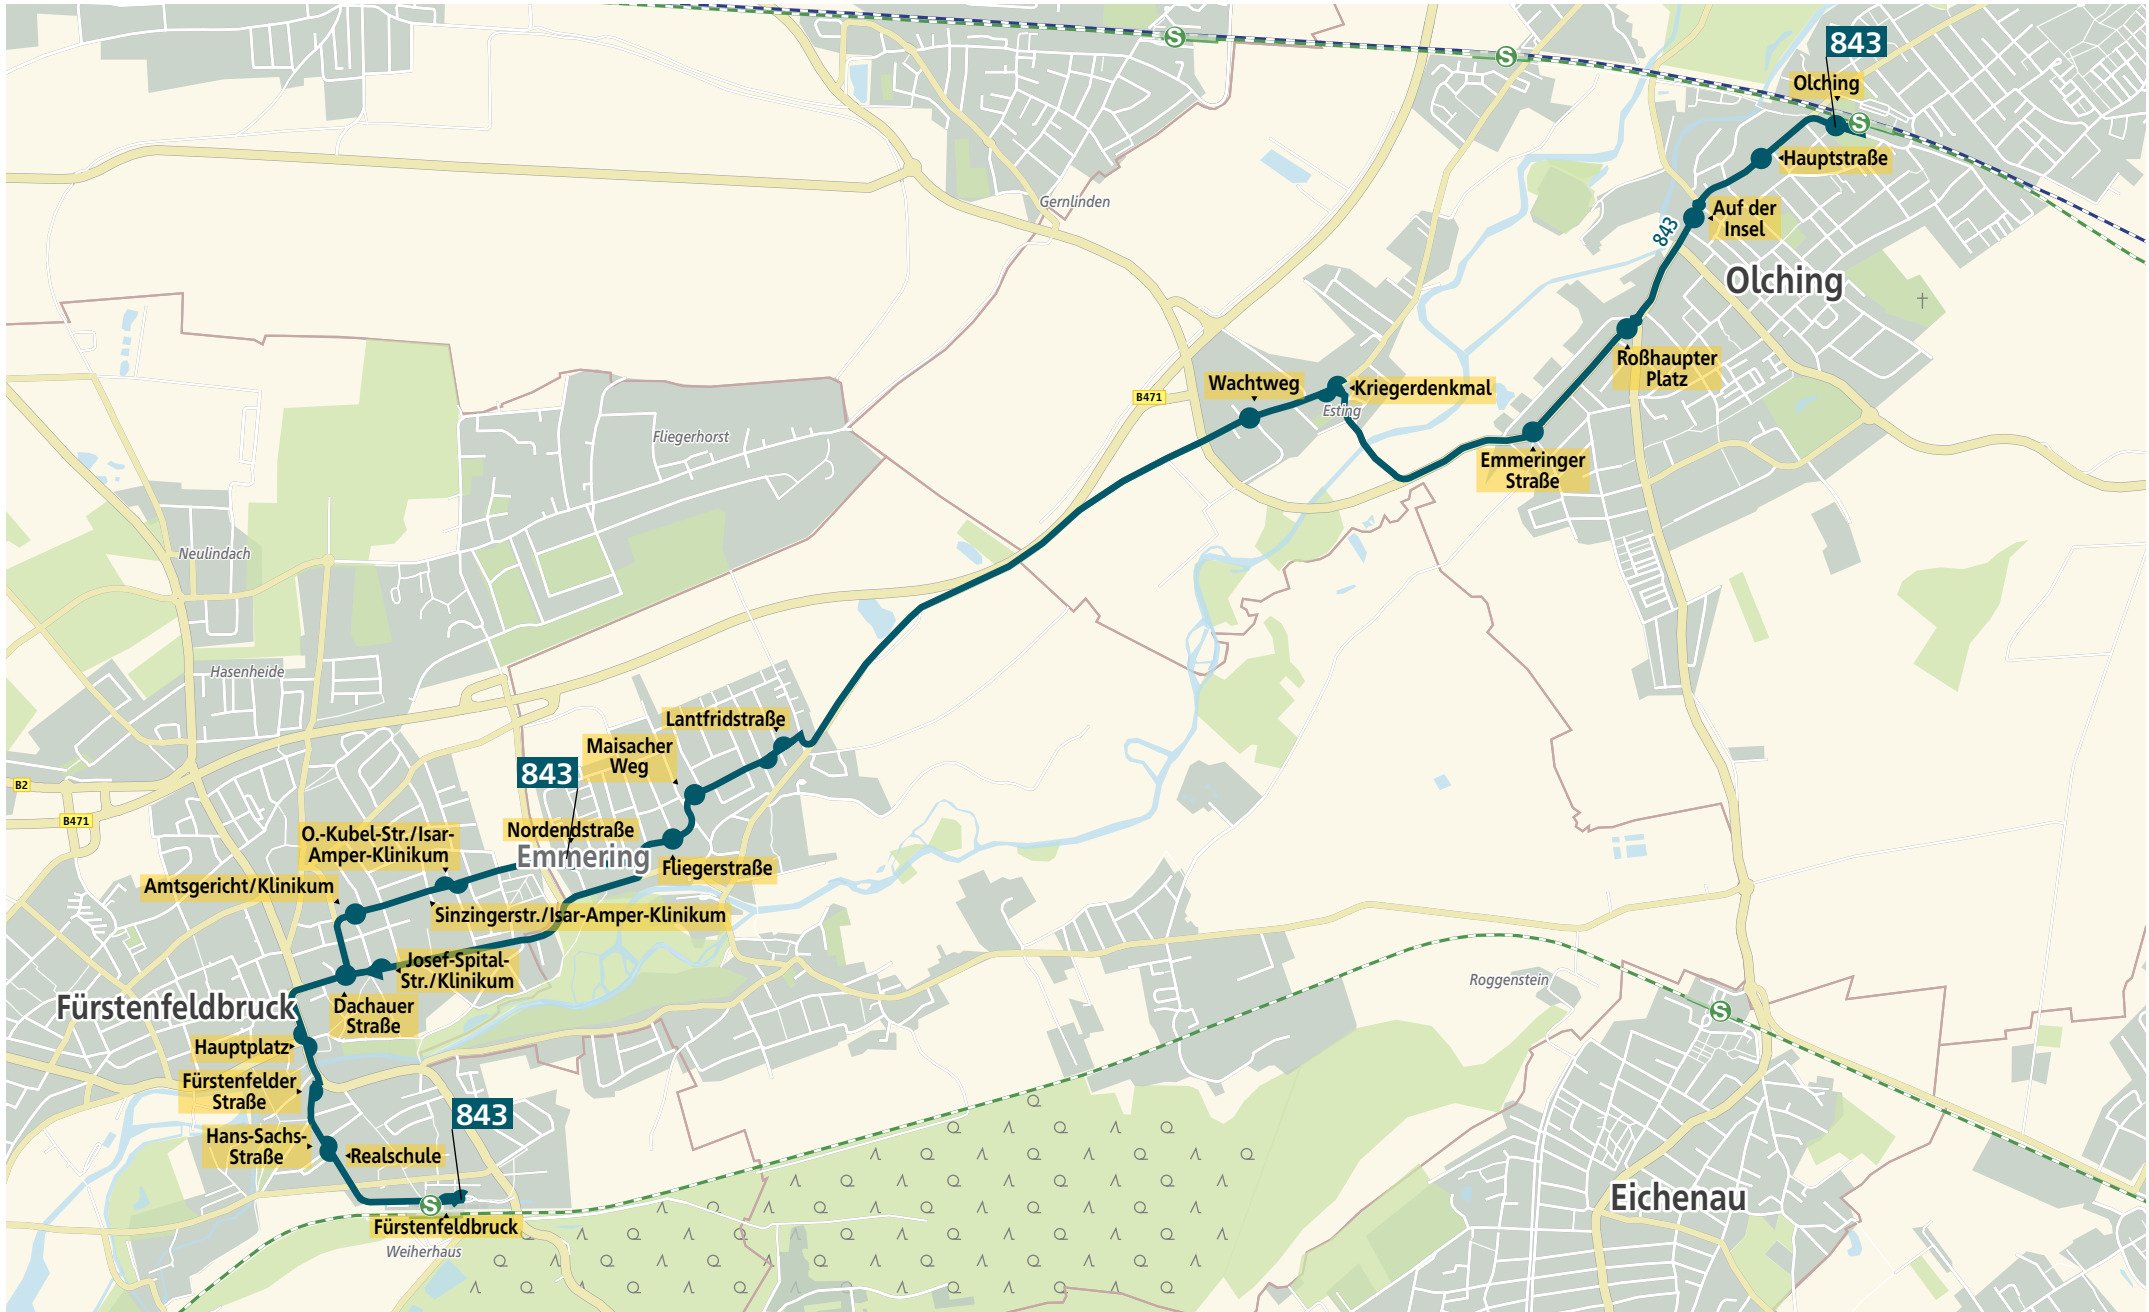 S
S
843
Olching
S
Hauptstraße
Gernlinden
Auf der
Insel
843
Olching
Roßhaupter
Platz
Wachtweg
Kriegerdenkmal
B471
Esting
Fliegerhorst
Emmeringer
Straße
Neulindach
Hasenheide
Lantfridstraße
Maisacher
Weg
843
B2
B471
O.-Kubel-Str./Isar-
Amper-Klinikum
Nordendstraße
Emmering
Fliegerstraße
Amtsgericht/Klinikum
Sinzingerstr./Isar-Amper-Klinikum
Josef-Spital-
Str./Klinikum
Roggenstein
Fürstenfeldbruck
Dachauer
Straße
S
Hauptplatz
Fürstenfelder
Straße
843
Hans-Sachs-
Straße
Realschule
Eichenau
S
Fürstenfeldbruck
Weiherhaus